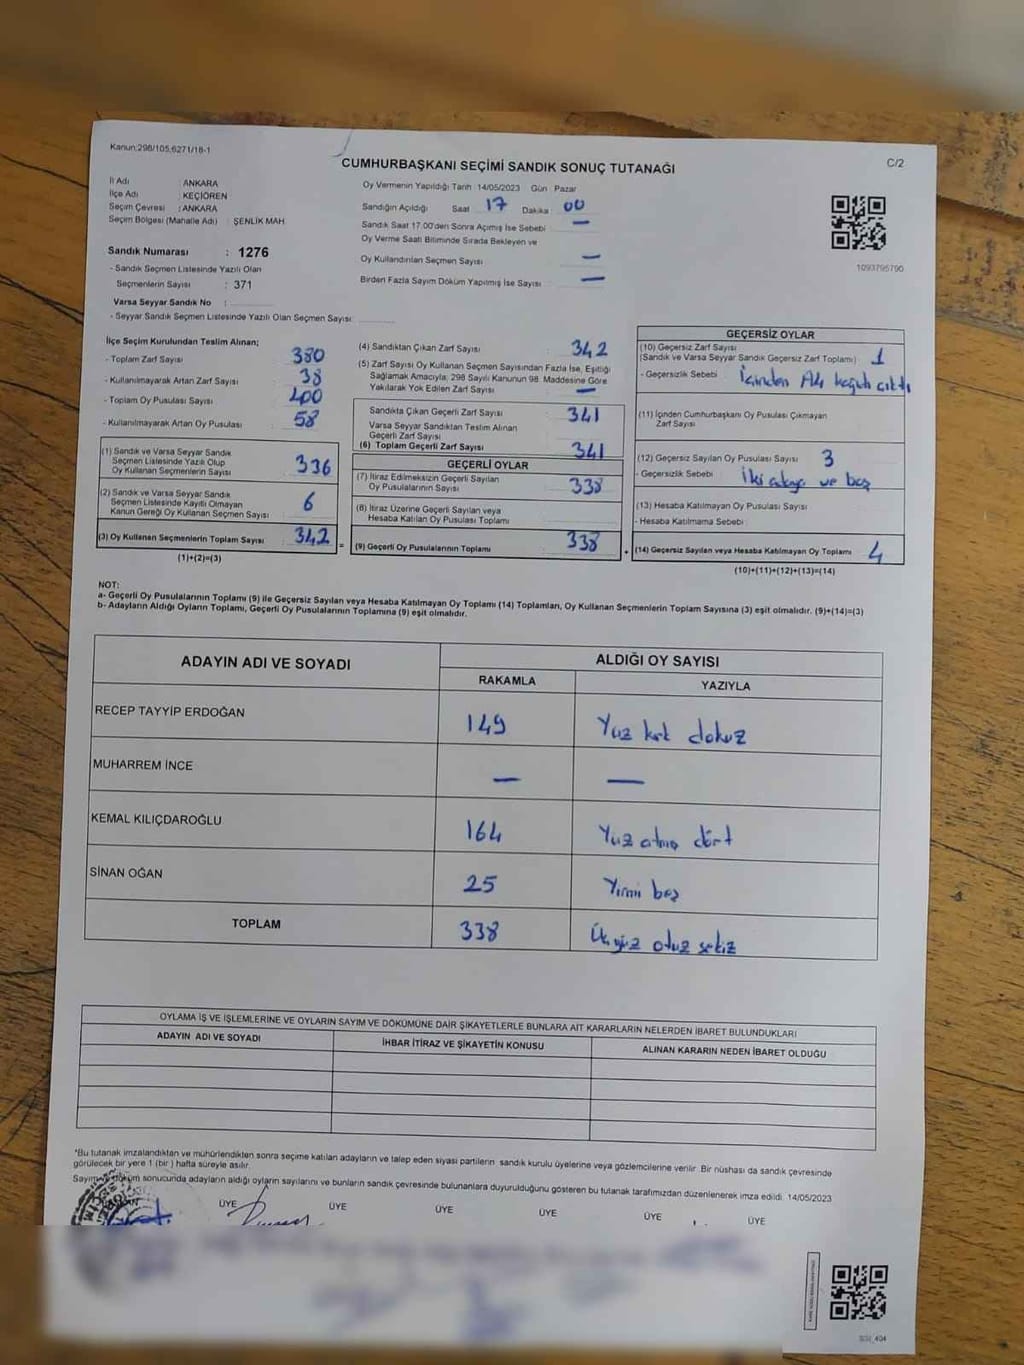 Kanun:298/105,6271/18-1
C/2
CUMHURBAŞKANI SEÇİMİ SANDIK SONUÇ TUTANAĞI
İl Adı : ANKARA
İlçe Adı : KEÇİÖREN
Seçim Çevresi : ANKARA
Seçim Bölgesi (Mahalle Adı) : ŞENLİK MAH
Sandık Numarası : 1276
- Sandık Seçmen Listesinde Yazılı Olan
Seçmenlerin Sayısı : 371
Varsa Seyyar Sandık No :
- Seyyar Sandık Seçmen Listesinde Yazılı Olan Seçmen Sayısı:
Oy Vermenin Yapıldığı Tarih 14/05/2023 Gün Pazar
Sandığın Açıldığı Saat 17 Dakika 00
Sandık Saat 17.00'den Sonra Açımış İse Sebebi —
Oy Verme Saati Bitiminde Sırada Bekleyen ve
Oy Kullandırılan Seçmen Sayısı —
Birden Fazla Sayım Döküm Yapılmış İse Sayısı —
1093795790
İlçe Seçim Kurulundan Teslim Alınan;
- Toplam Zarf Sayısı 380
- Kullanılmayarak Artan Zarf Sayısı 38
- Toplam Oy Pusulası Sayısı 400
- Kullanılmayarak Artan Oy Pusulası 58
(1) Sandık ve Varsa Seyyar Sandık
Seçmen Listesinde Yazılı Olup
Oy Kullanan Seçmenlerin Sayısı 336
(2) Sandık ve Varsa Seyyar Sandık
Seçmen Listesinde Kayıtlı Olmayan
Kanun Gereği Oy Kullanan Seçmen Sayısı 6
(3) Oy Kullanan Seçmenlerin Toplam Sayısı 342
(1)+(2)=(3)
(4) Sandıktan Çıkan Zarf Sayısı 342
(5) Zarf Sayısı Oy Kullanan Seçmen Sayısından Fazla İse, Eşitliği
Sağlamak Amacıyla, 298 Sayılı Kanunun 98. Maddesine Göre
Yakılarak Yok Edilen Zarf Sayısı —
Sandıkta Çıkan Geçerli Zarf Sayısı 341
Varsa Seyyar Sandıktan Teslim Alınan
Geçerli Zarf Sayısı
(6) Toplam Geçerli Zarf Sayısı 341
GEÇERLİ OYLAR
(7) İtiraz Edilmeksizin Geçerli Sayılan
Oy Pusulalarının Sayısı 338
(8) İtiraz Üzerine Geçerli Sayılan veya
Hesaba Katılan Oy Pusulası Toplamı
= (9) Geçerli Oy Pusulalarının Toplamı 338 +
GEÇERSİZ OYLAR
(10) Geçersiz Zarf Sayısı
(Sandık ve Varsa Seyyar Sandık Geçersiz Zarf Toplamı) 1
- Geçersizlik Sebebi : İçinden kağıdı çıktı
(11) İçinden Cumhurbaşkanı Oy Pusulası Çıkmayan
Zarf Sayısı
(12) Geçersiz Sayılan Oy Pusulası Sayısı 3
- Geçersizlik Sebebi : İki adaya ve boş
(13) Hesaba Katılmayan Oy Pusulası Sayısı
- Hesaba Katılmama Sebebi :
(14) Geçersiz Sayılan veya Hesaba Katılmayan Oy Toplamı 4
(10)+(11)+(12)+(13)=(14)
NOT:
a- Geçerli Oy Pusulalarının Toplamı (9) ile Geçersiz Sayılan veya Hesaba Katılmayan Oy Toplamı (14) Toplamları, Oy Kullanan Seçmenlerin Toplam Sayısına (3) eşit olmalıdır. (9)+(14)=(3)
b- Adayların Aldığı Oyların Toplamı, Geçerli Oy Pusulalarının Toplamına (9) eşit olmalıdır.
ADAYIN ADI VE SOYADI
ALDIĞI OY SAYISI
RAKAMLA YAZIYLA
RECEP TAYYİP ERDOĞAN 149 Yüz kırk dokuz
MUHARREM İNCE — —
KEMAL KILIÇDAROĞLU 164 Yüz atmış dört
SİNAN OĞAN 25 Yirmi beş
TOPLAM 338 Üçyüz otuz sekiz
OYLAMA İŞ VE İŞLEMLERİNE VE OYLARIN SAYIM VE DÖKÜMÜNE DAİR ŞİKAYETLERLE BUNLARA AİT KARARLARIN NELERDEN İBARET BULUNDUKLARI
ADAYIN ADI VE SOYADI İHBAR İTİRAZ VE ŞİKAYETİN KONUSU ALINAN KARARIN NEDEN İBARET OLDUĞU
*Bu tutanak imzalandıktan ve mühürlendikten sonra seçime katılan adayların ve talep eden siyasi partilerin sandık kurulu üyelerine veya gözlemcilerine verilir. Bir nüshası da sandık çevresinde
görülecek bir yere 1 (bir) hafta süreyle asılır.
Sayım ve döküm sonucunda adayların aldığı oyların sayılarını ve bunların sandık çevresinde bulunanlara duyurulduğunu gösteren bu tutanak tarafımızdan düzenlenerek imza edildi. 14/05/2023
ÜYE ÜYE ÜYE ÜYE ÜYE ÜYE